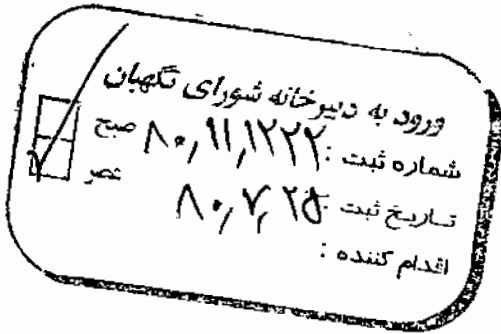 ورود به دبیرخانه شورای نگهبان
شماره ثبت : ۸۰٫۱۱٫۱۲۲۲ صبح
تاریخ ثبت : ۸۰٫۷٫۲۵ عصر
اقدام کننده :